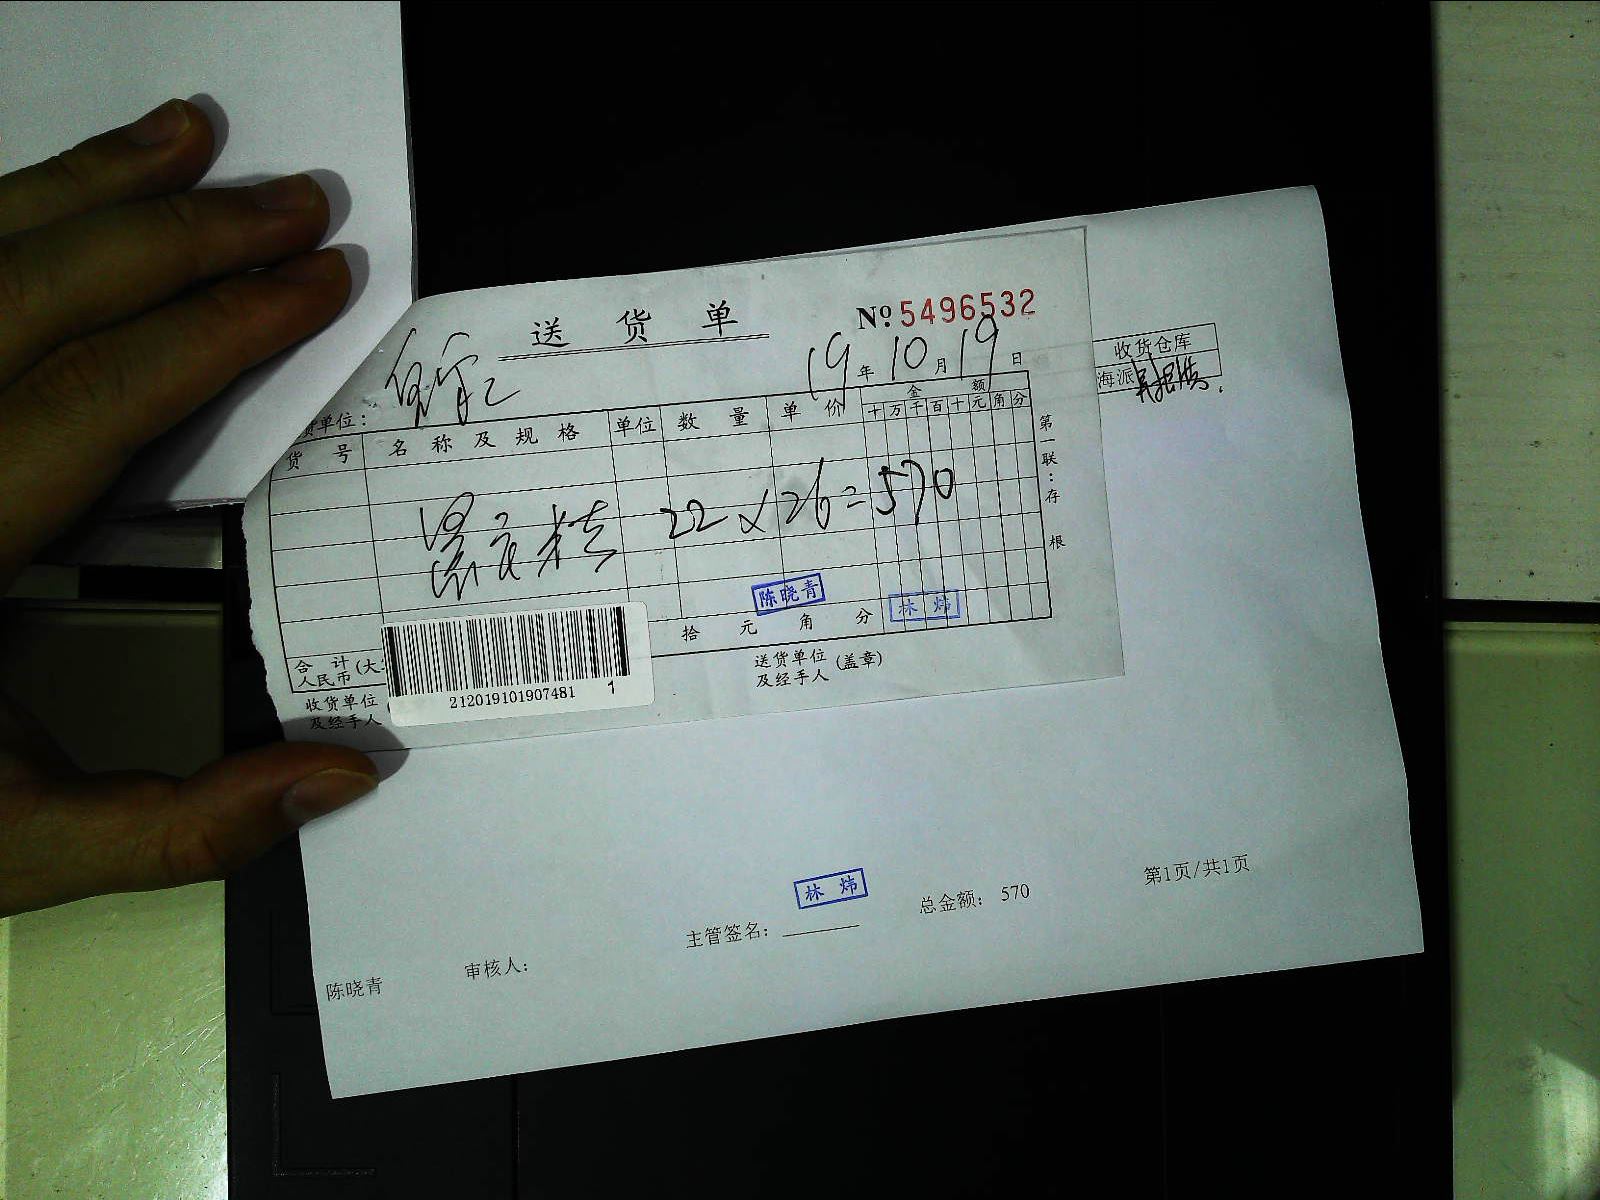 送货单 № 5496532
19年10月19日
货单位：
收货仓库
海派
货号 名称及规格 单位 数量 单价 金额
十万千百十元角分
22 × 26 = 570
第一联：存根
陈晓青 林炜
拾元角分
合计
人民币(大
送货单位
及经手人
(盖章)
收货单位
及经手人
212019101907481 1
林炜
主管签名： 总金额： 570 第1页/共1页
陈晓青 审核人：